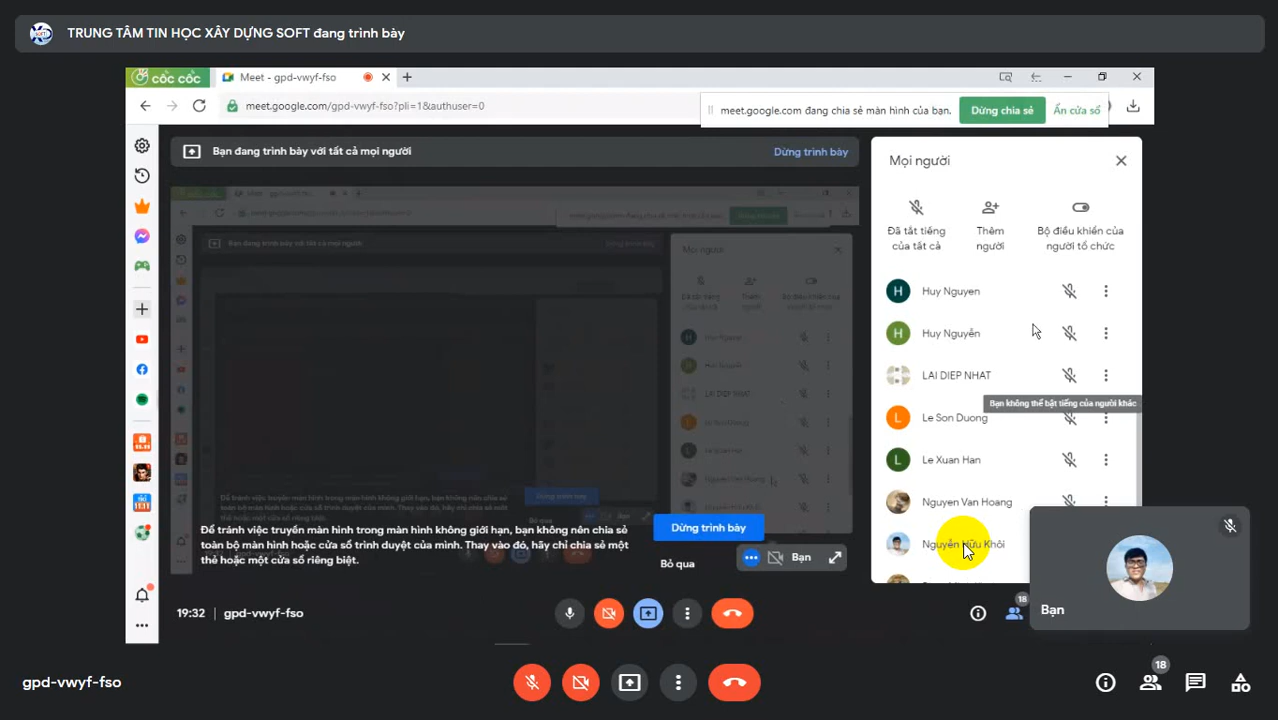 TRUNG TÂM TIN HỌC XÂY DỰNG SOFT đang trình bày
cốc cốc
Meet - gpd-vwyf-fso
meet.google.com/gpd-vwyf-fso?pli=1&authuser=0
meet.google.com đang chia sẻ màn hình của bạn.
Dừng chia sẻ
Ẩn cửa sổ
Bạn đang trình bày với tất cả mọi người
Dừng trình bày
Mọi người
Đã tắt tiếng của tất cả
Thêm người
Bộ điều khiển của người tổ chức
Huy Nguyen
Huy Nguyễn
LAI DIEP NHAT
Bạn không thể bật tiếng của người khác
Le Son Duong
Le Xuan Han
Nguyen Van Hoang
Nguyễn Hữu Khôi
Để tránh việc truyền màn hình trong màn hình không giới hạn, bạn không nên chia sẻ
toàn bộ màn hình hoặc cửa sổ trình duyệt của mình. Thay vào đó, hãy chỉ chia sẻ một
thẻ hoặc một cửa sổ riêng biệt.
Dừng trình bày
Bỏ qua
Bạn
19:32
gpd-vwyf-fso
18
Bạn
gpd-vwyf-fso
18